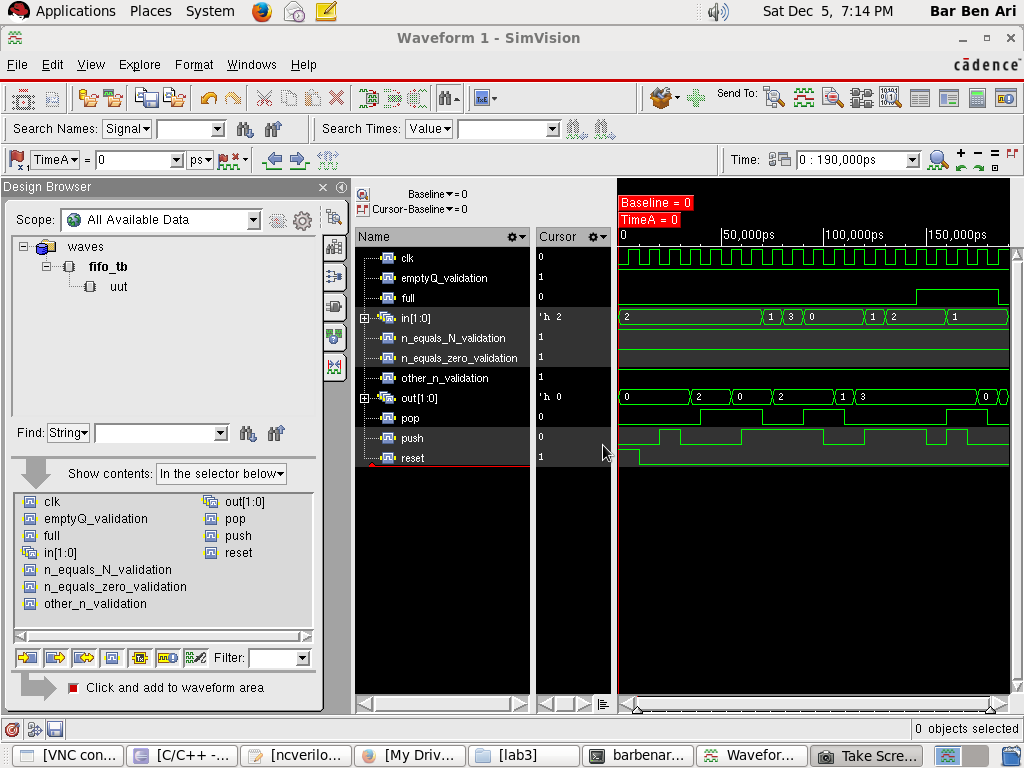 Applications Places System Sat Dec 5, 7:14 PM Bar Ben Ari
Waveform 1 - SimVision
File Edit View Explore Format Windows Help cādence
Send To:
Search Names: Signal Search Times: Value
TimeA = 0 ps Time: 0 : 190,000ps
Design Browser
Scope: All Available Data
waves
fifo_tb
uut
Find: String
Show contents: In the selector below
clk out[1:0]
emptyQ_validation pop
full push
in[1:0] reset
n_equals_N_validation
n_equals_zero_validation
other_n_validation
Filter:
Click and add to waveform area
Baseline = 0
Cursor-Baseline = 0
Name Cursor
clk 0
emptyQ_validation 1
full 0
in[1:0] 'h 2
n_equals_N_validation 1
n_equals_zero_validation 1
other_n_validation 1
out[1:0] 'h 0
pop 0
push 0
reset 1
Baseline = 0
TimeA = 0
0 50,000ps 100,000ps 150,000ps
2 1 3 0 1 2 1
0 2 0 2 1 3 0
0 objects selected
[VNC con... [C/C++ -... [ncverilo... [My Driv... [lab3] barbenar... Wavefor... Take Scre...